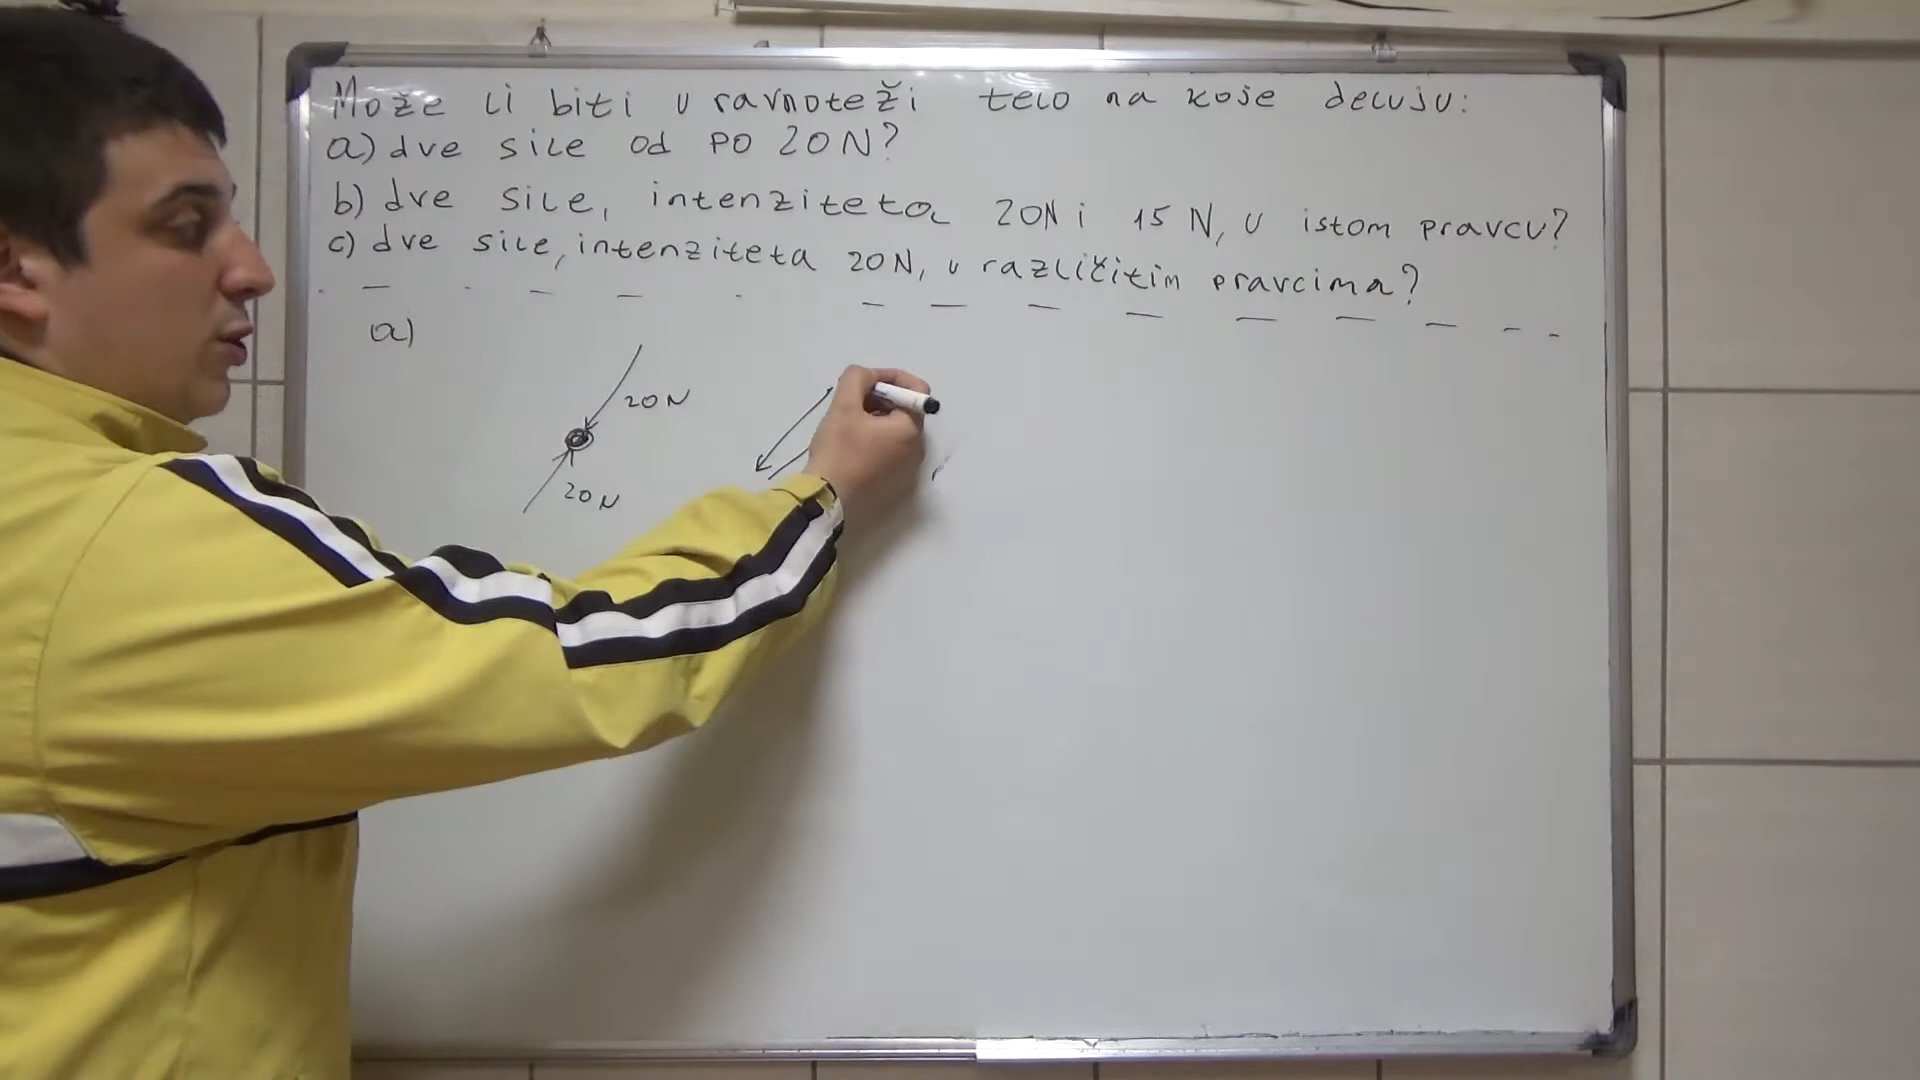 Može li biti u ravnoteži telo na koje deluju:
a) dve sile od po 20N?
b) dve sile, intenziteta 20N i 15 N, u istom pravcu?
c) dve sile, intenziteta 20N, u različitim pravcima?
a)
20N
20N